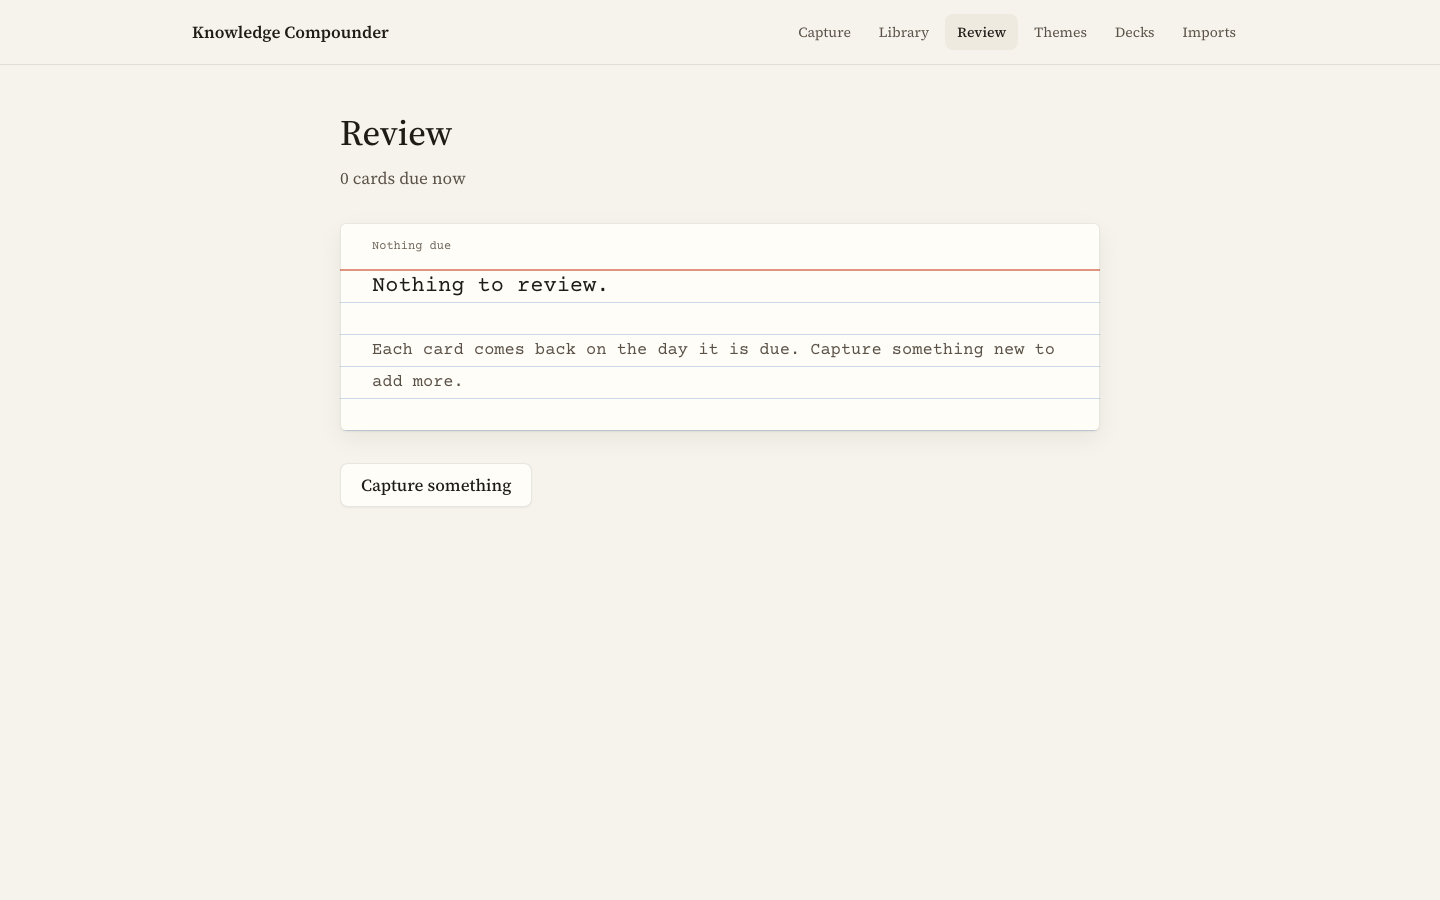 Knowledge Compounder
Capture Library Review Themes Decks Imports
Review
0 cards due now
Nothing due
Nothing to review.
Each card comes back on the day it is due. Capture something new to
add more.
Capture something